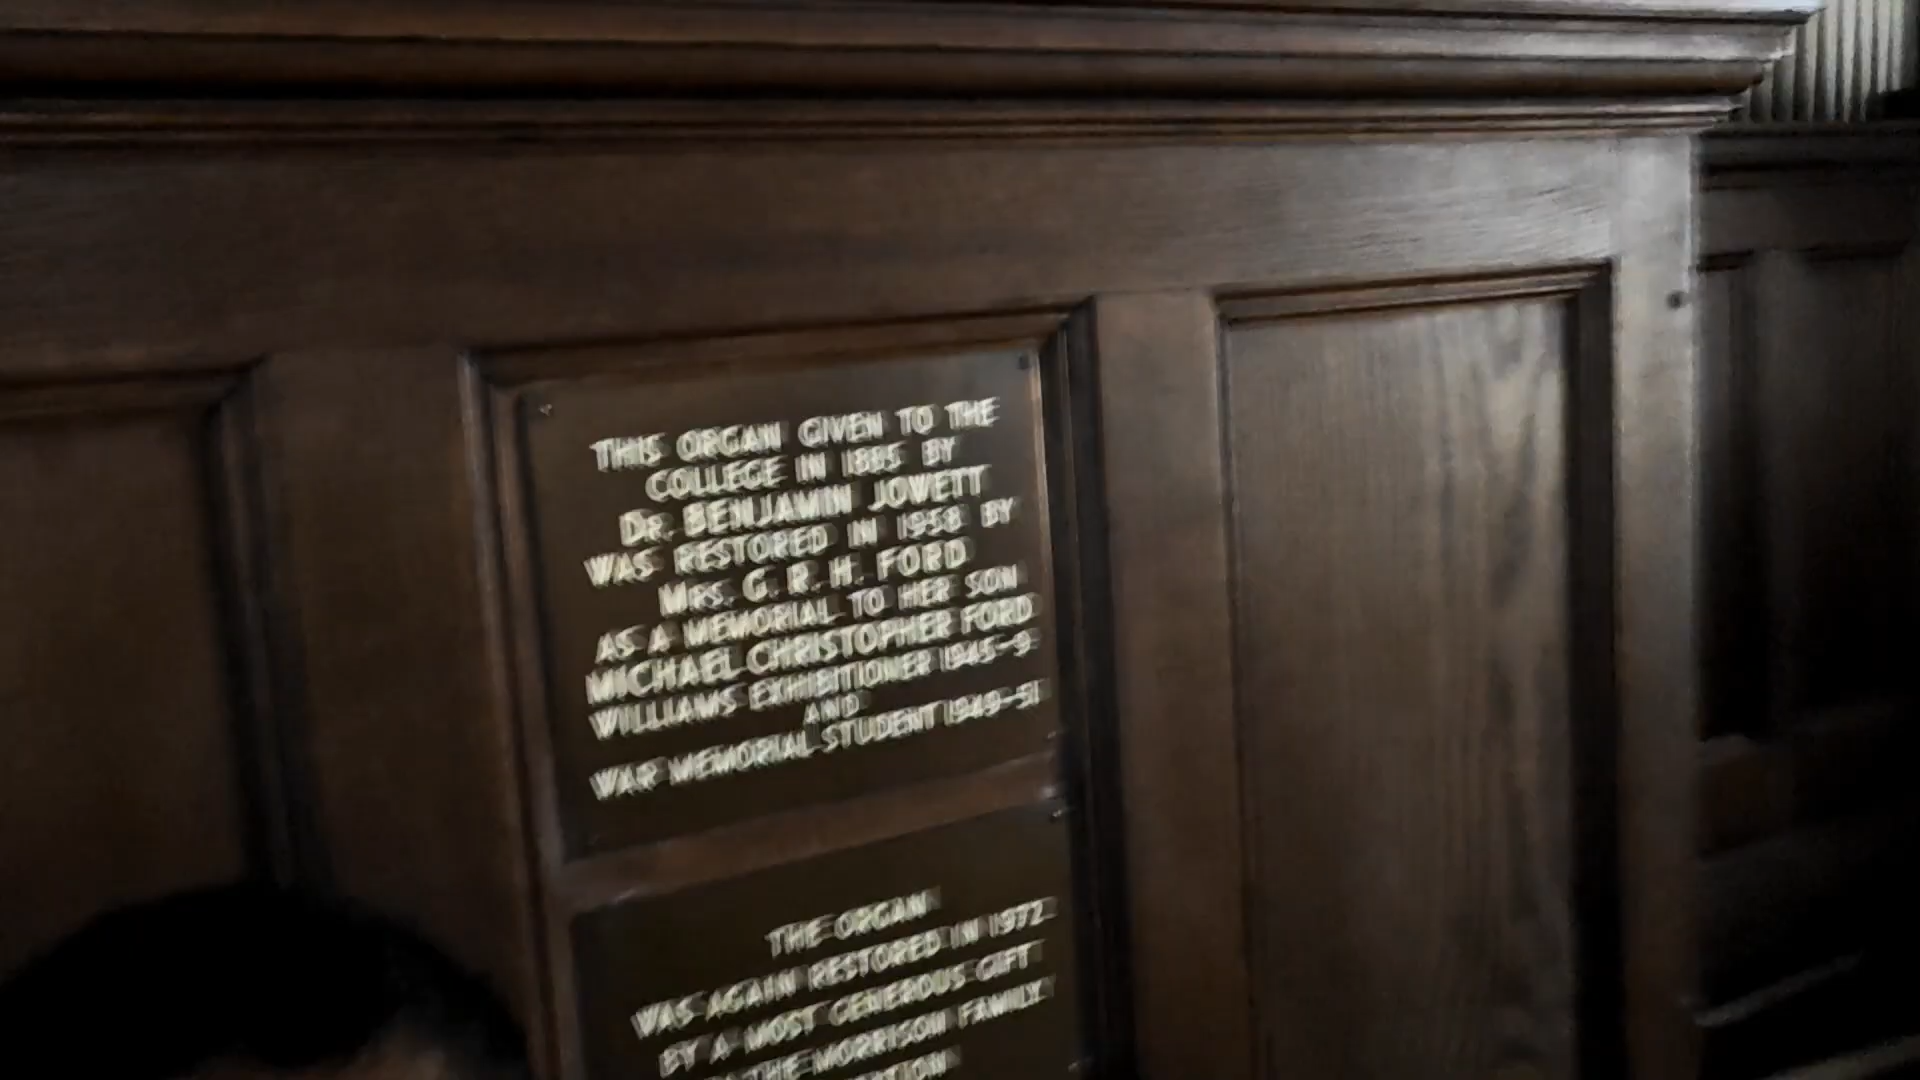 THIS ORGAN GIVEN TO THE
COLLEGE IN 1885 BY
DR. BENJAMIN JOWETT
WAS RESTORED IN 1958 BY
MRS. G. R. H. FORD
AS A MEMORIAL TO HER SON
MICHAEL CHRISTOPHER FORD
WILLIAMS EXHIBITIONER 1945-9
AND
WAR MEMORIAL STUDENT 1949-51
THE ORGAN
WAS AGAIN RESTORED IN 1972
BY A MOST GENEROUS GIFT
THE MORRISON FAMILY